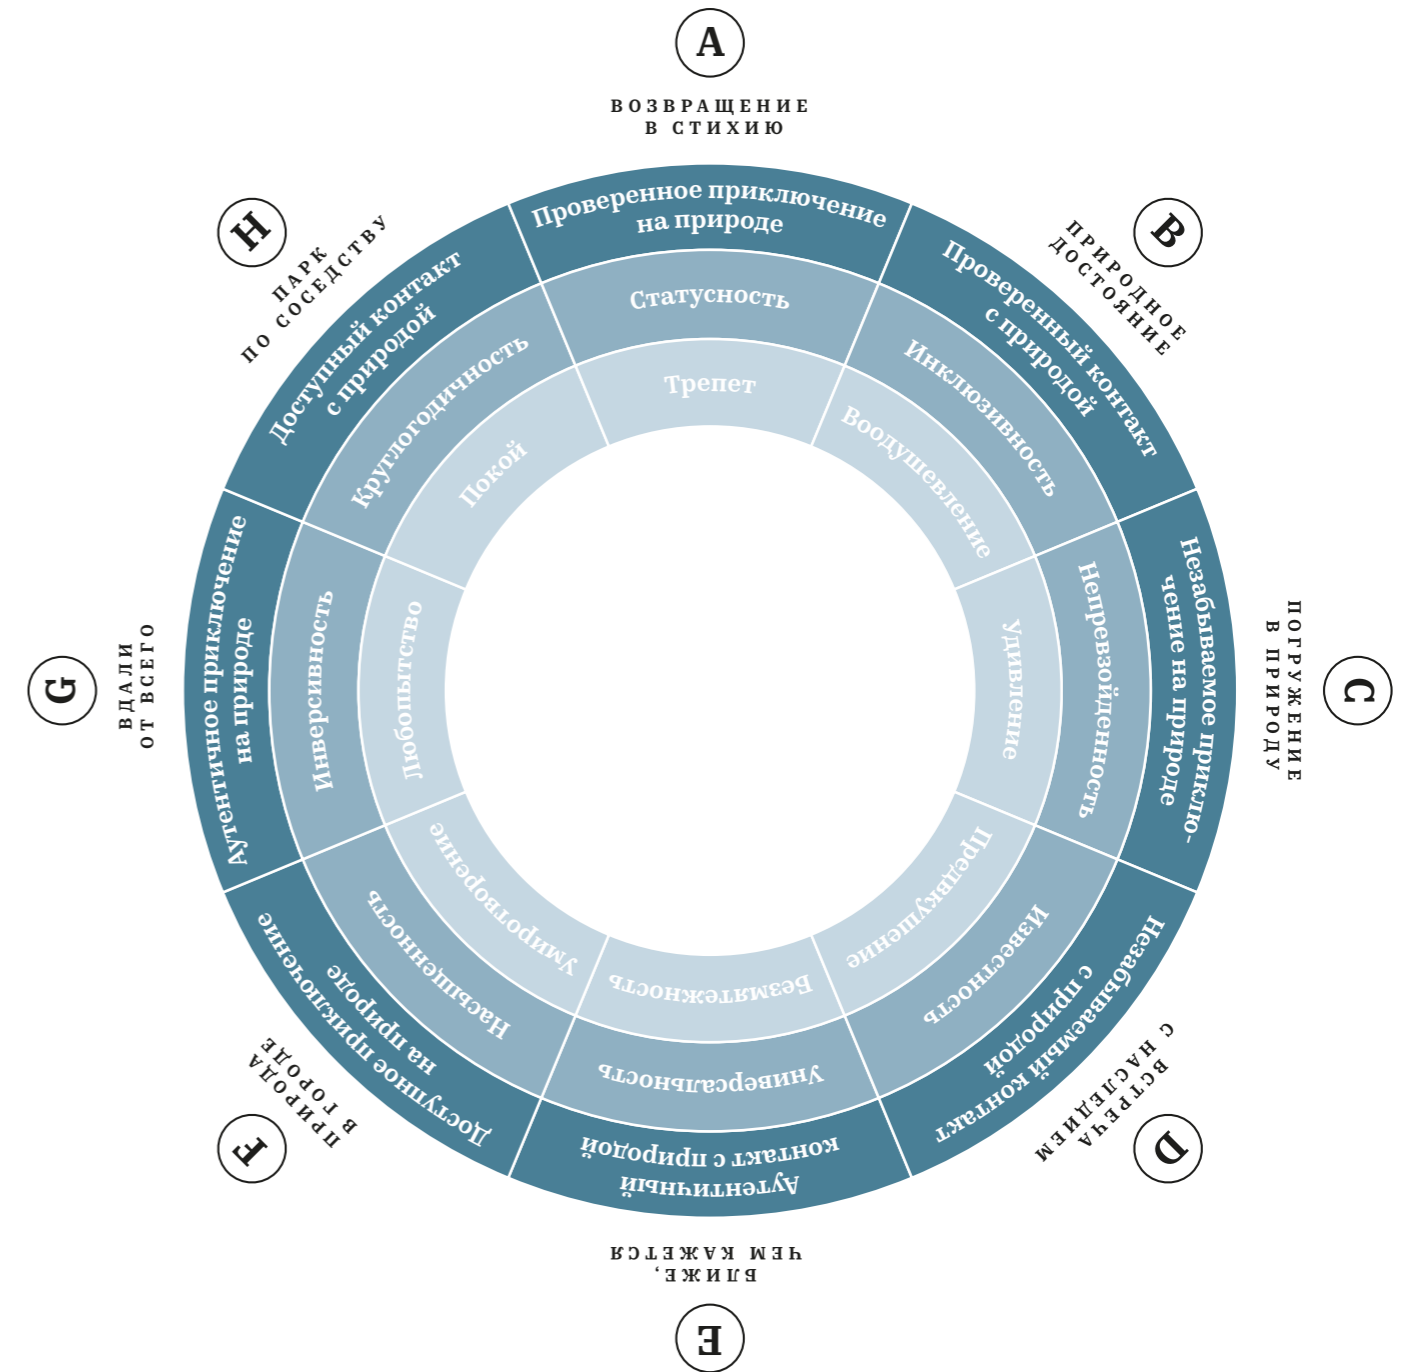 A
ВОЗВРАЩЕНИЕ
В СТИХИЮ
Проверенное приключение
на природе
Статусность
Трепет
B
ПРИРОДНОЕ
ДОСТОЯНИЕ
Проверенный контакт
с природой
Инклюзивность
Воодушевление
C
ПОГРУЖЕНИЕ
В ПРИРОДУ
Незабываемое приклю-
чение на природе
Непревзойденность
Удивление
D
ВСТРЕЧА
С НАСЛЕДИЕМ
Незабываемый контакт
с природой
Известность
Предвкушение
E
БЛИЖЕ,
ЧЕМ КАЖЕТСЯ
Аутентичный
контакт с природой
Универсальность
Безмятежность
F
ПРИРОДА
В ГОРОДЕ
Доступное приключение
на природе
Насыщенность
Умиротворение
G
ВДАЛИ
ОТ ВСЕГО
Аутентичное приключение
на природе
Инверсивность
Любопытство
H
ПАРК
ПО СОСЕДСТВУ
Доступный контакт
с природой
Круглогодичность
Покой